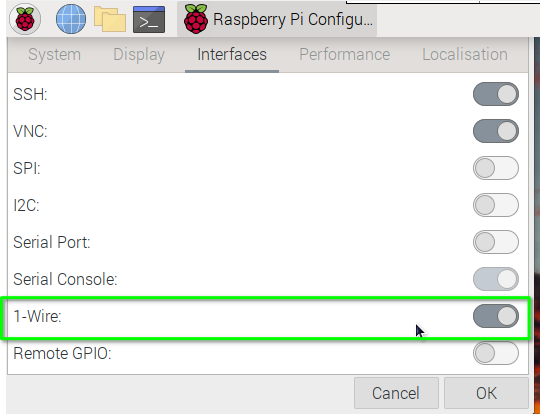 Raspberry Pi Configu...
System Display Interfaces Performance Localisation
SSH:
VNC:
SPI:
I2C:
Serial Port:
Serial Console:
1-Wire:
Remote GPIO:
Cancel OK